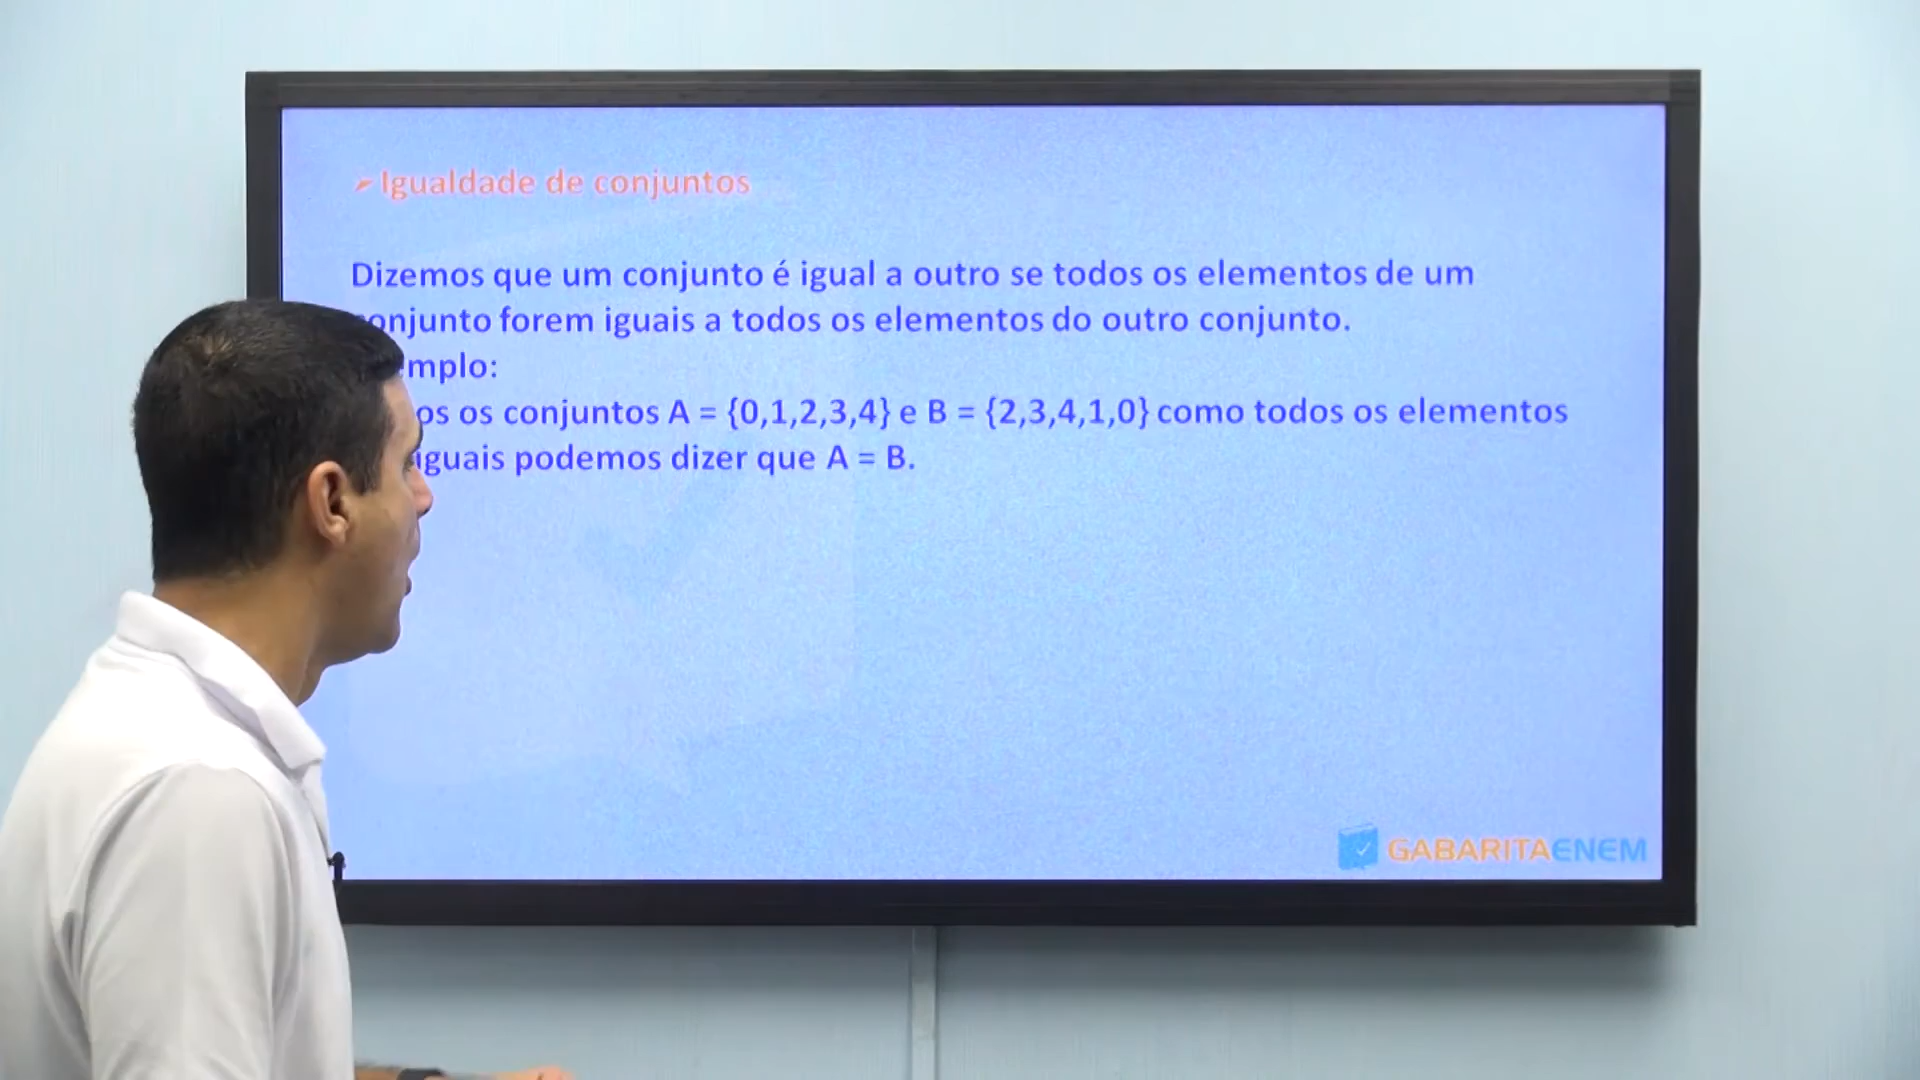 Igualdade de conjuntos
Dizemos que um conjunto é igual a outro se todos os elementos de um
conjunto forem iguais a todos os elementos do outro conjunto.
mplo:
os os conjuntos A = {0,1,2,3,4} e B = {2,3,4,1,0} como todos os elementos
iguais podemos dizer que A = B.
GABARITAENEM